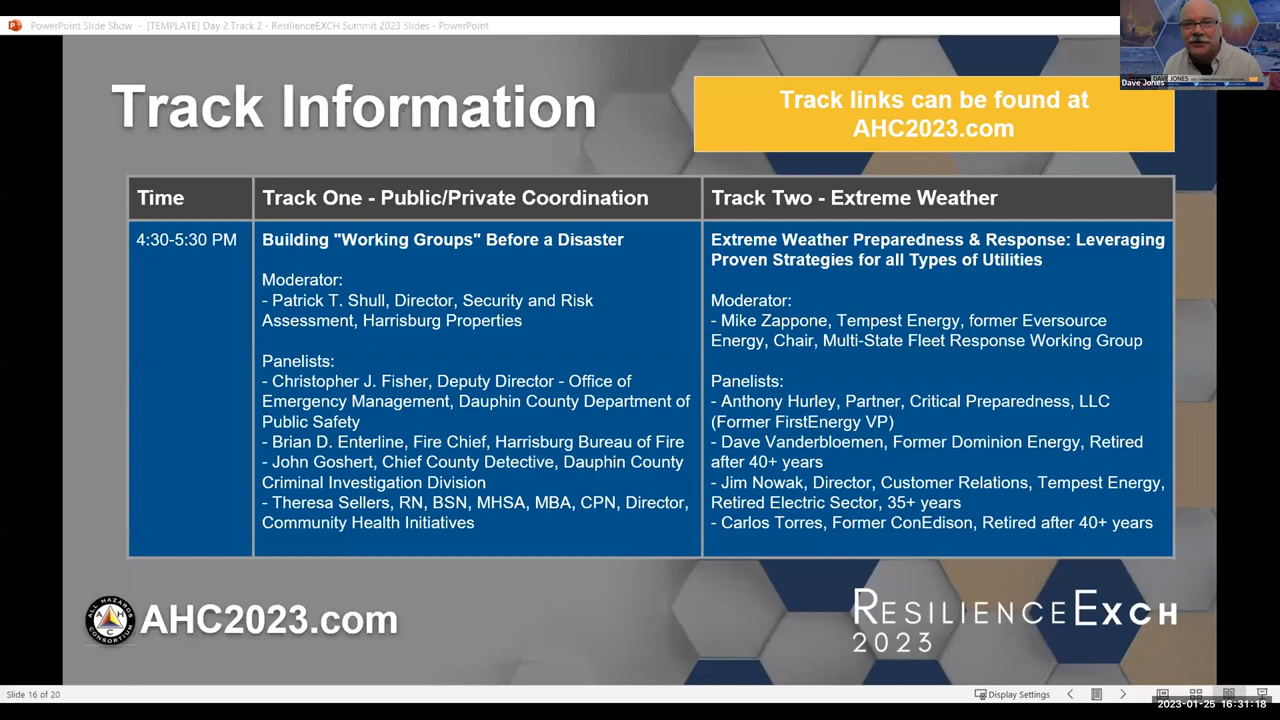 PowerPoint Slide Show - [TEMPLATE] Day 2 Track 2 - ResilienceEXCH Summit 2023 Slides - PowerPoint
Dave Jones
DAVE JONES
Track Information
Track links can be found at
AHC2023.com
Time
Track One - Public/Private Coordination
Track Two - Extreme Weather
4:30-5:30 PM
Building "Working Groups" Before a Disaster
Moderator:
- Patrick T. Shull, Director, Security and Risk
Assessment, Harrisburg Properties
Panelists:
- Christopher J. Fisher, Deputy Director - Office of
Emergency Management, Dauphin County Department of
Public Safety
- Brian D. Enterline, Fire Chief, Harrisburg Bureau of Fire
- John Goshert, Chief County Detective, Dauphin County
Criminal Investigation Division
- Theresa Sellers, RN, BSN, MHSA, MBA, CPN, Director,
Community Health Initiatives
Extreme Weather Preparedness & Response: Leveraging
Proven Strategies for all Types of Utilities
Moderator:
- Mike Zappone, Tempest Energy, former Eversource
Energy, Chair, Multi-State Fleet Response Working Group
Panelists:
- Anthony Hurley, Partner, Critical Preparedness, LLC
(Former FirstEnergy VP)
- Dave Vanderbloemen, Former Dominion Energy, Retired
after 40+ years
- Jim Nowak, Director, Customer Relations, Tempest Energy,
Retired Electric Sector, 35+ years
- Carlos Torres, Former ConEdison, Retired after 40+ years
ALL HAZARDS
AHC
CONSORTIUM
AHC2023.com
RESILIENCEEXCH
2023
Slide 16 of 20
Display Settings
2023-01-25 16:31:18